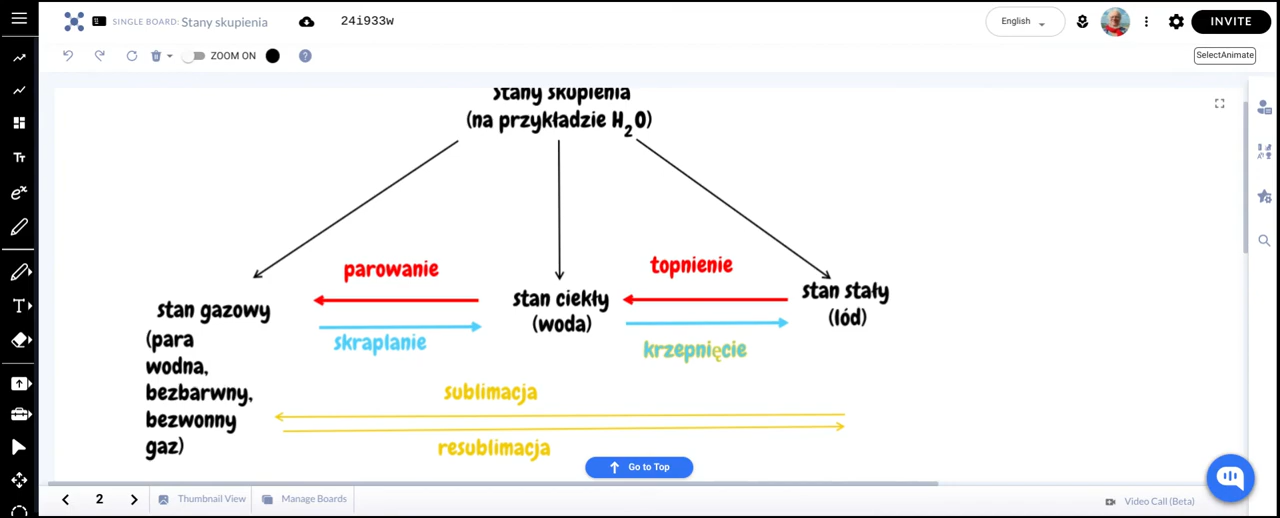 SINGLE BOARD: Stany skupienia
24i933w
English
INVITE
ZOOM ON
SelectAnimate
stany skupienia
(na przykładzie H₂O)
parowanie
topnienie
stan gazowy
stan ciekły
stan stały
(woda)
(lód)
skraplanie
krzepnięcie
(para
wodna,
bezbarwny,
bezwonny
gaz)
sublimacja
resublimacja
Go to Top
2
Thumbnail View
Manage Boards
Video Call (Beta)